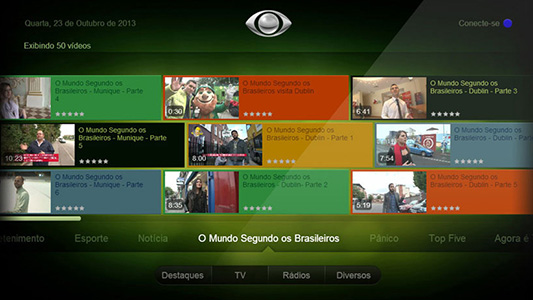 Quarta, 23 de Outubro de 2013
Conecte-se
Exibindo 50 vídeos
O Mundo Segundo os
Brasileiros - Munique - Parte
4
0:30
O Mundo Segundo os
Brasileiros visita Dublin
6:41
O Mundo Segundo os
Brasileiros - Dublin - Parte 3
10:23
O Mundo Segundo os
Brasileiros - Munique - Parte
5
8:00
O Mundo Segundo os
Brasileiros - Dublin - Parte 1
7:54
O Mundo Segundo os
Brasileiros - Dublin - Parte 4
O Mundo Segundo os
Brasileiros - Munique - Parte
6
8:35
O Mundo Segundo os
Brasileiros - Dublin - Parte 2
5:19
O Mundo Segundo os
Brasileiros - Dublin - Parte 5
tenimento Esporte Notícia O Mundo Segundo os Brasileiros Pânico Top Five Agora é
Destaques TV Rádios Diversos